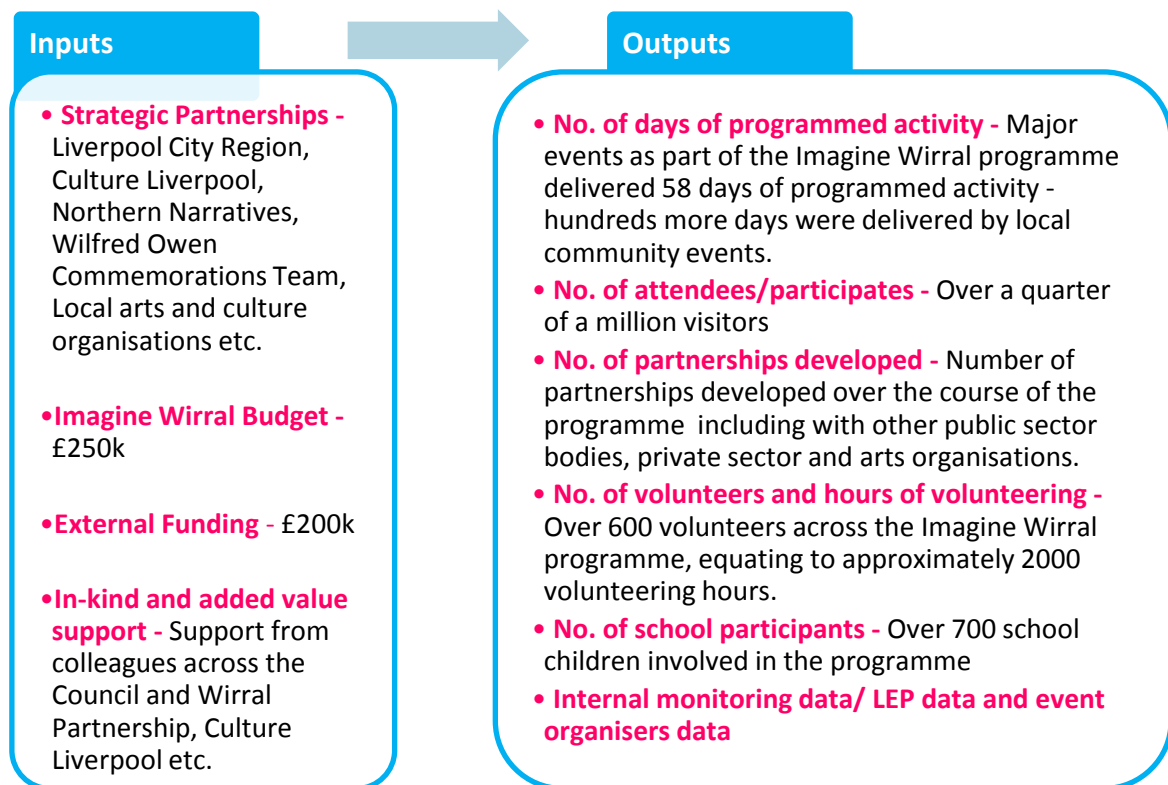 Inputs
• Strategic Partnerships -
Liverpool City Region,
Culture Liverpool,
Northern Narratives,
Wilfred Owen
Commemorations Team,
Local arts and culture
organisations etc.
•Imagine Wirral Budget -
£250k
•External Funding - £200k
•In-kind and added value
support - Support from
colleagues across the
Council and Wirral
Partnership, Culture
Liverpool etc.
Outputs
• No. of days of programmed activity - Major
events as part of the Imagine Wirral programme
delivered 58 days of programmed activity -
hundreds more days were delivered by local
community events.
• No. of attendees/participates - Over a quarter
of a million visitors
• No. of partnerships developed - Number of
partnerships developed over the course of the
programme including with other public sector
bodies, private sector and arts organisations.
• No. of volunteers and hours of volunteering -
Over 600 volunteers across the Imagine Wirral
programme, equating to approximately 2000
volunteering hours.
• No. of school participants - Over 700 school
children involved in the programme
• Internal monitoring data/ LEP data and event
organisers data